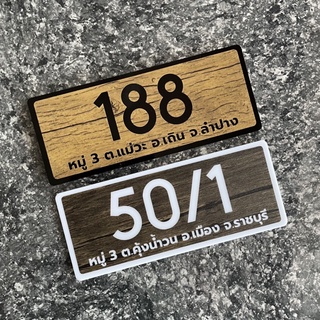 188
หมู่ 3 ต.แม่วะ อ.เถิน จ.ลำปาง
50/1
หมู่ 3 ต.คุ้งน้ำวน อ.เมือง จ.ราชบุรี